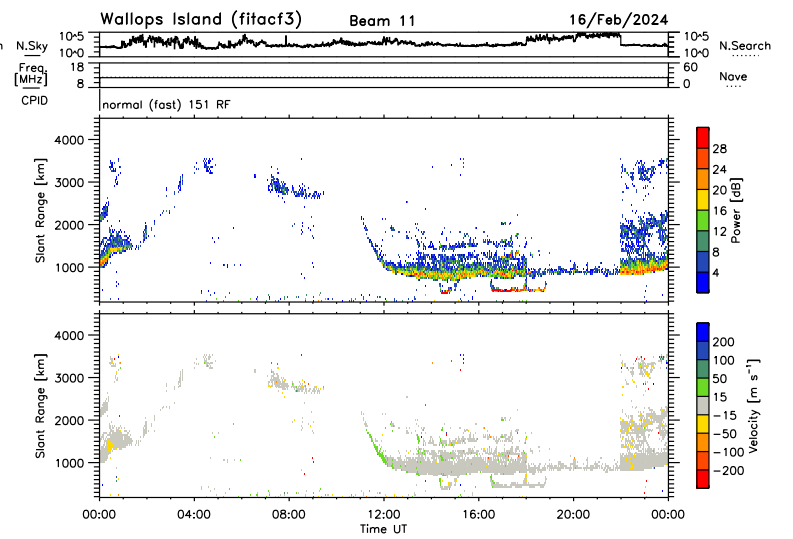 Wallops Island (fitacf3) Beam 11 16/Feb/2024
N.Sky 10^5 10^0 10^5 10^0 N.Search
Freq. [MHz] 18 8 60 0 Nave
CPID normal (fast) 151 RF
Slant Range [km]
4000
3000
2000
1000
28
24
20
16
12
8
4
Power [dB]
Slant Range [km]
4000
3000
2000
1000
200
100
50
15
-15
-50
-100
-200
Velocity [m s^-1]
00:00 04:00 08:00 12:00 16:00 20:00 00:00
Time UT